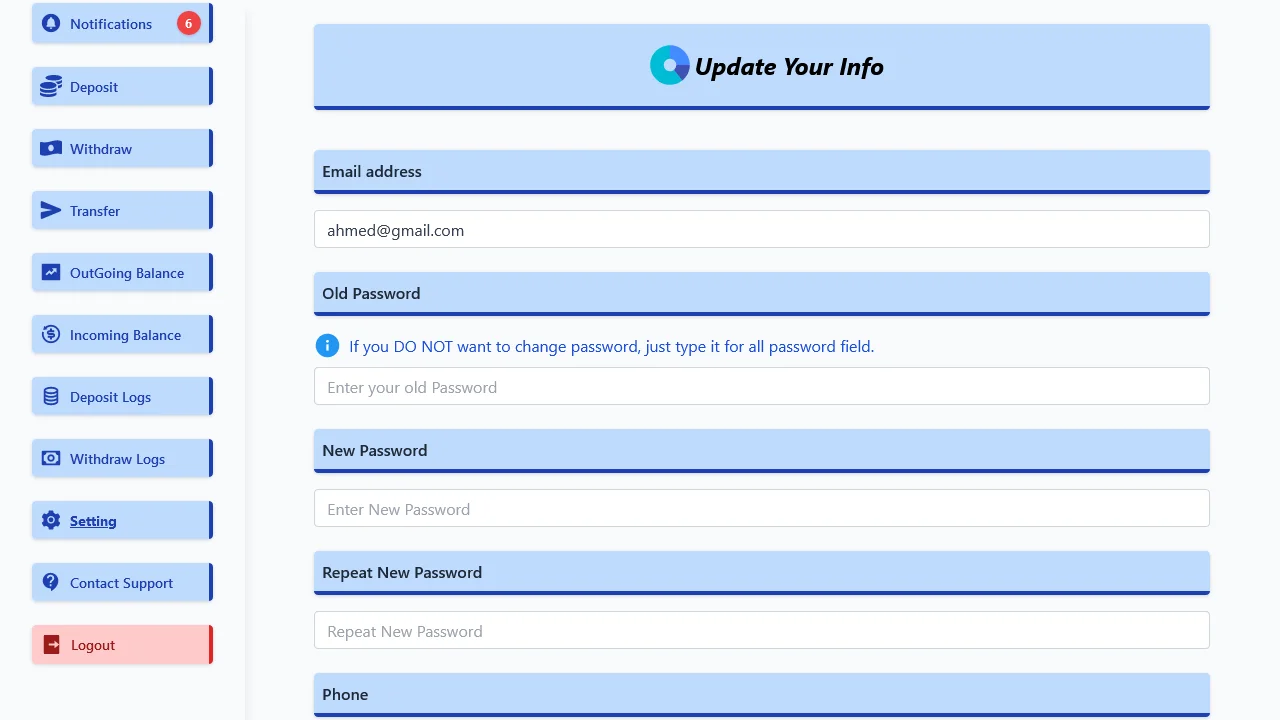 Notifications 6
Deposit
Withdraw
Transfer
OutGoing Balance
Incoming Balance
Deposit Logs
Withdraw Logs
Setting
Contact Support
Logout
Update Your Info
Email address
ahmed@gmail.com
Old Password
If you DO NOT want to change password, just type it for all password field.
Enter your old Password
New Password
Enter New Password
Repeat New Password
Repeat New Password
Phone